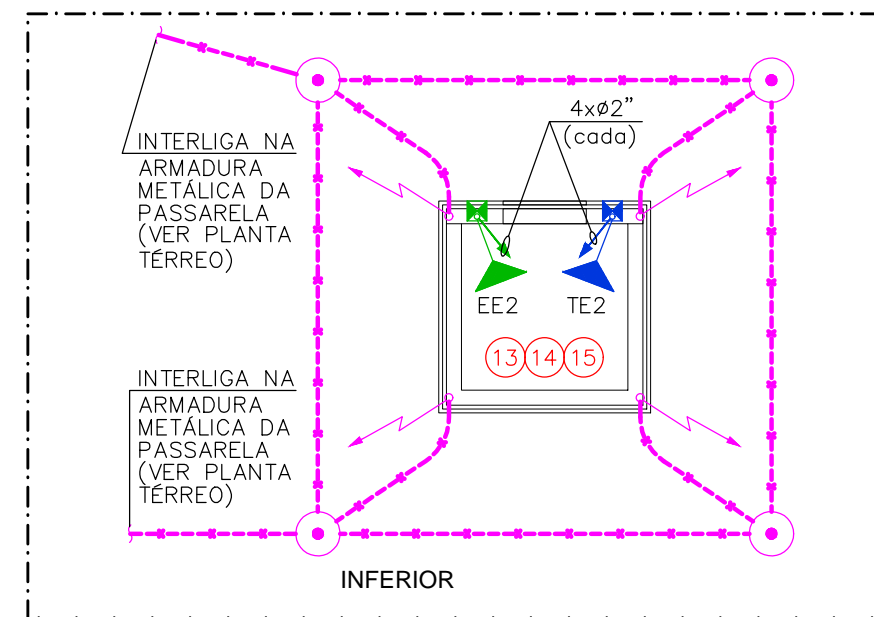 4xø2"
(cada)
INTERLIGA NA
ARMADURA
METÁLICA DA
PASSARELA
(VER PLANTA
TÉRREO)
EE2
TE2
13 14 15
INTERLIGA NA
ARMADURA
METÁLICA DA
PASSARELA
(VER PLANTA
TÉRREO)
INFERIOR